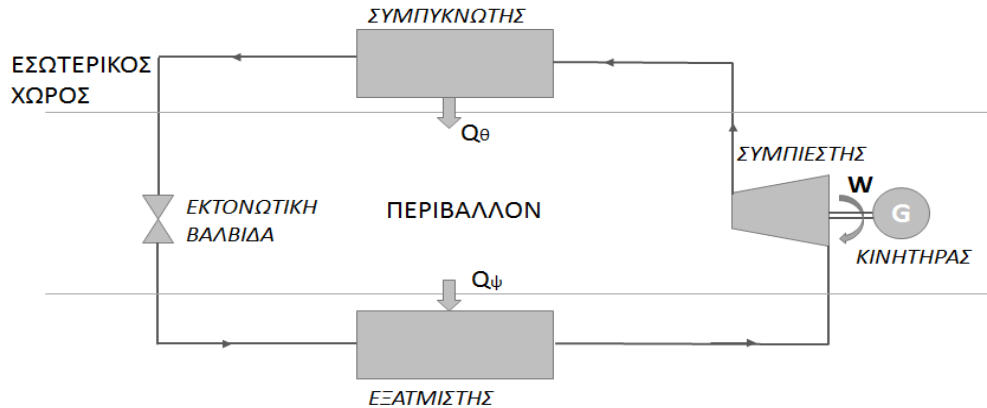 ΣΥΜΠΥΚΝΩΤΗΣ
ΕΣΩΤΕΡΙΚΟΣ
ΧΩΡΟΣ
Qθ
ΣΥΜΠΙΕΣΤΗΣ
W
G
ΕΚΤΟΝΩΤΙΚΗ
ΒΑΛΒΙΔΑ
ΠΕΡΙΒΑΛΛΟΝ
ΚΙΝΗΤΗΡΑΣ
Qψ
ΕΞΑΤΜΙΣΤΗΣ